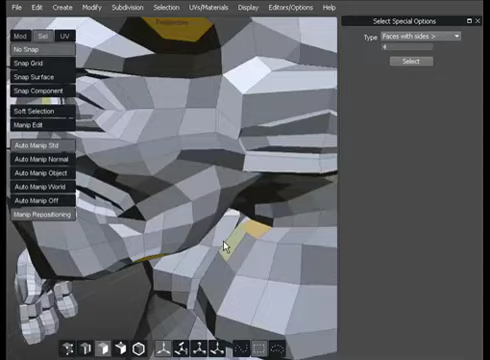 File Edit Create Modify Subdivision Selection UVs/Materials Display Editors/Options Help
Select Special Options
Perspective
Mod Sel UV
No Snap
Snap Grid
Snap Surface
Snap Component
Soft Selection
Manip Edit
Auto Manip Std
Auto Manip Normal
Auto Manip Object
Auto Manip World
Auto Manip Off
Manip Repositioning
Type Faces with sides >
4
Select